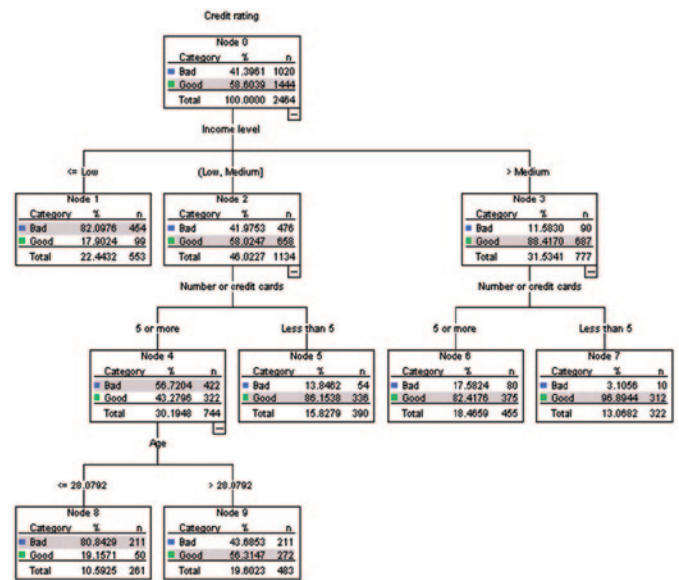 Credit rating
Node 0
Category % n
Bad 41.3961 1020
Good 58.6039 1444
Total 100.0000 2464
Income level
<= Low
(Low, Medium]
> Medium
Node 1
Category % n
Bad 82.0976 454
Good 17.9024 99
Total 22.4432 553
Node 2
Category % n
Bad 41.9753 476
Good 58.0247 658
Total 46.0227 1134
Node 3
Category % n
Bad 11.5830 90
Good 88.4170 687
Total 31.5341 777
Number or credit cards
Number or credit cards
5 or more
Less than 5
5 or more
Less than 5
Node 4
Category % n
Bad 56.7204 422
Good 43.2796 322
Total 30.1948 744
Node 5
Category % n
Bad 13.8462 54
Good 86.1538 336
Total 15.8279 390
Node 6
Category % n
Bad 17.5824 80
Good 82.4176 375
Total 18.4659 455
Node 7
Category % n
Bad 3.1056 10
Good 96.8944 312
Total 13.0682 322
Age
<= 28.0792
> 28.0792
Node 8
Category % n
Bad 80.8429 211
Good 19.1571 50
Total 10.5925 261
Node 9
Category % n
Bad 43.6853 211
Good 56.3147 272
Total 19.6023 483